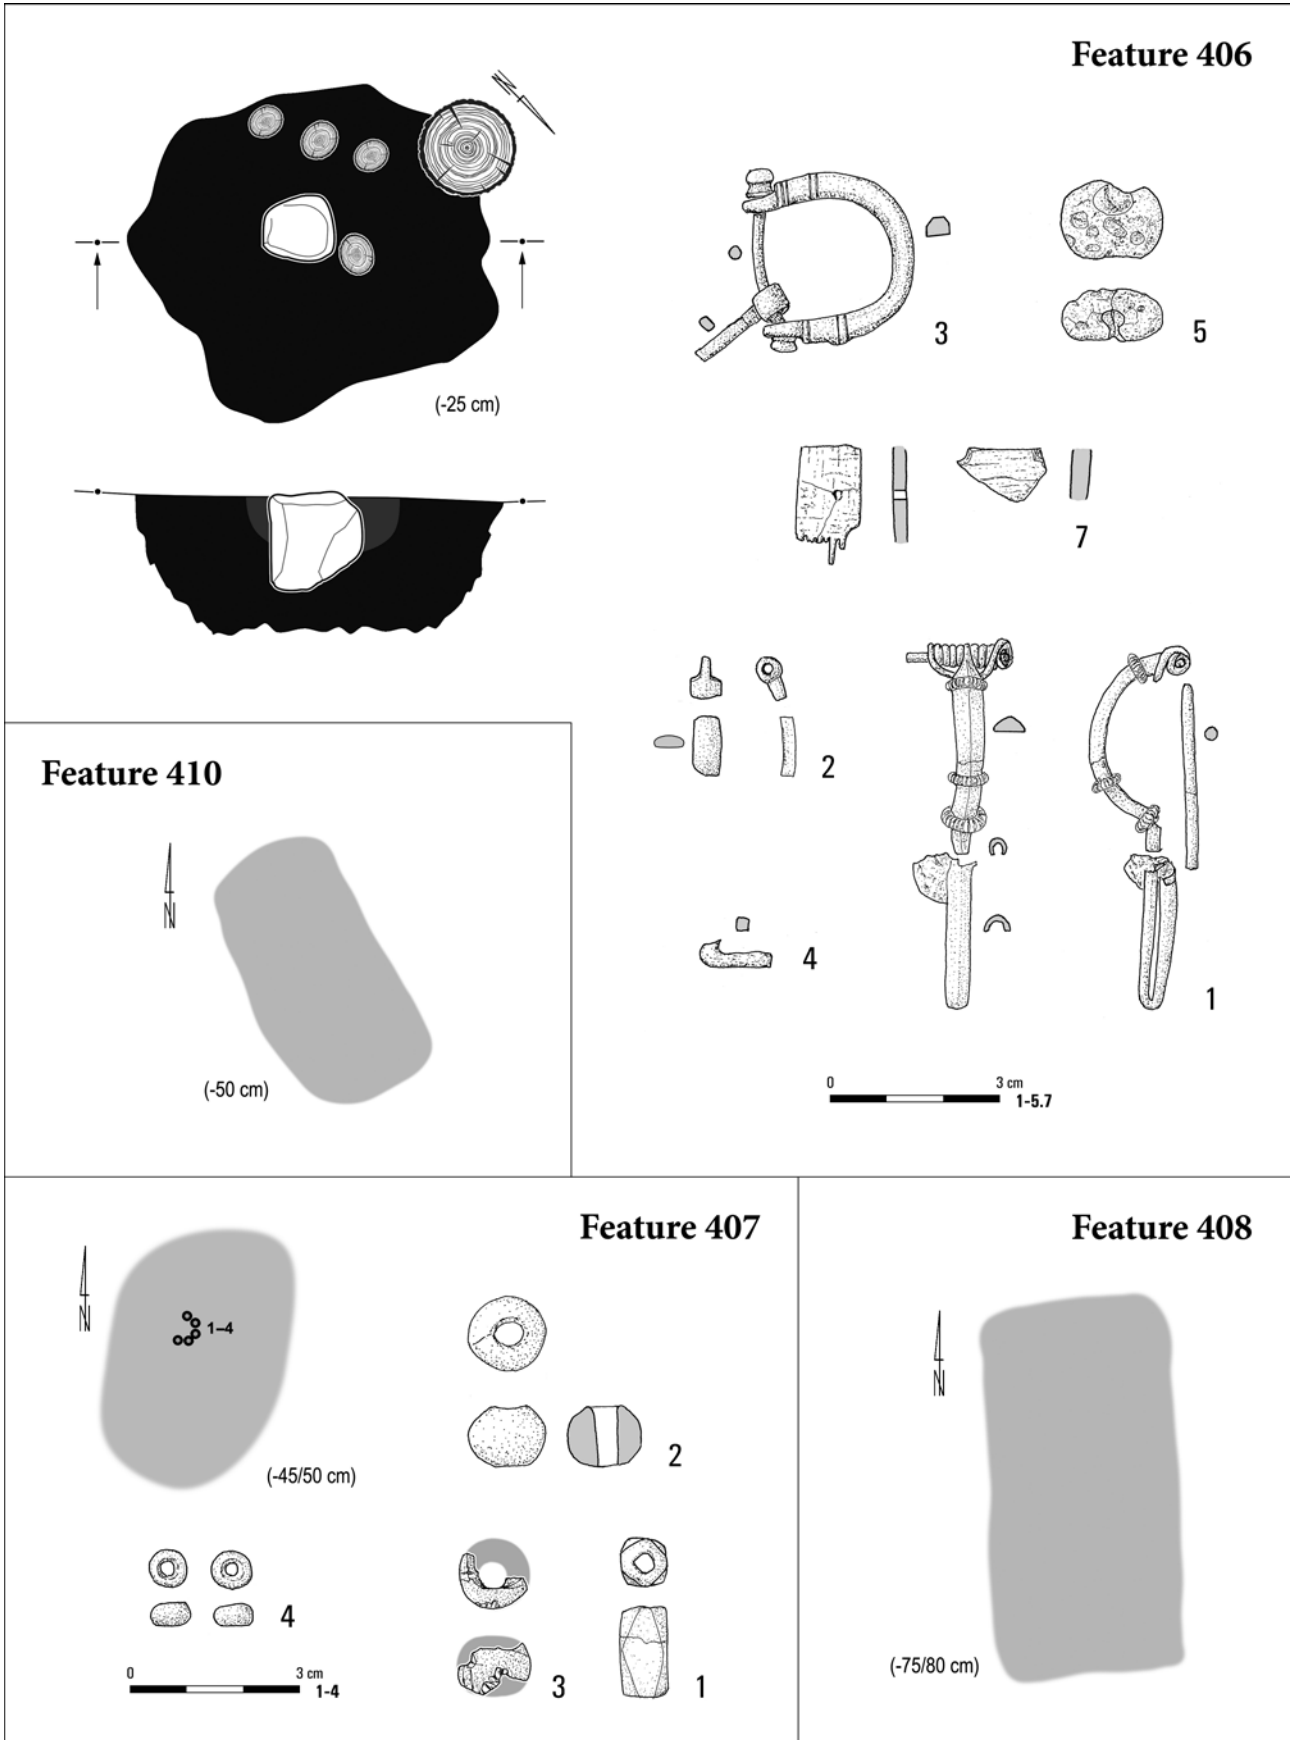 Feature 406
N
(-25 cm)
3
5
7
2
4
1
0 3 cm
1-5.7
Feature 410
N
(-50 cm)
Feature 407
N
1–4
(-45/50 cm)
2
4
3
1
0 3 cm
1-4
Feature 408
N
(-75/80 cm)